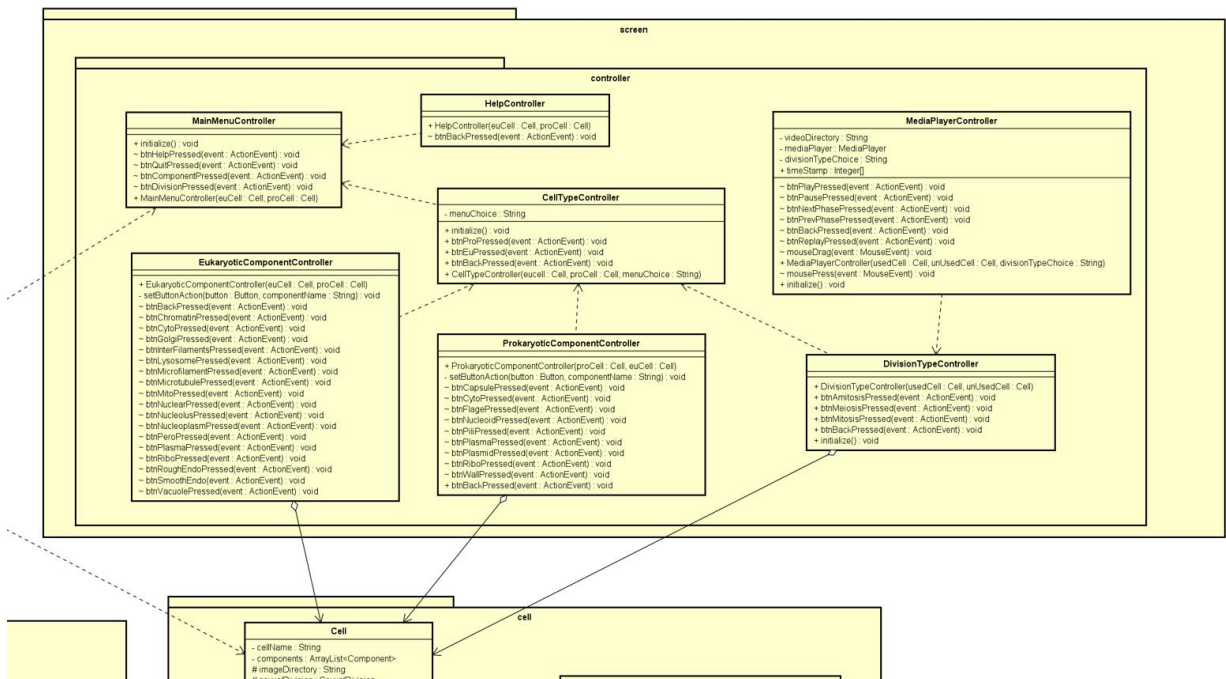 screen
controller
HelpController
+ HelpController(euCell : Cell, proCell : Cell)
~ btnBackPressed(event : ActionEvent) : void
MainMenuController
+ initialize() : void
~ btnHelpPressed(event : ActionEvent) : void
~ btnQuitPressed(event : ActionEvent) : void
~ btnComponentPressed(event : ActionEvent) : void
~ btnDivisionPressed(event : ActionEvent) : void
+ MainMenuController(euCell : Cell, proCell : Cell)
MediaPlayerController
- videoDirectory : String
- mediaPlayer : MediaPlayer
- divisionTypeChoice : String
+ timeStamp : Integer[]
~ btnPlayPressed(event : ActionEvent) : void
~ btnPausePressed(event : ActionEvent) : void
~ btnNextPhasePressed(event : ActionEvent) : void
~ btnPrevPhasePressed(event : ActionEvent) : void
~ btnBackPressed(event : ActionEvent) : void
~ btnReplayPressed(event : ActionEvent) : void
~ mouseDrag(event : MouseEvent) : void
+ MediaPlayerController(usedCell : Cell, unUsedCell : Cell, divisionTypeChoice : String)
~ mousePress(event : MouseEvent) : void
+ initialize() : void
CellTypeController
- menuChoice : String
+ initialize() : void
+ btnProPressed(event : ActionEvent) : void
+ btnEuPressed(event : ActionEvent) : void
+ btnBackPressed(event : ActionEvent) : void
+ CellTypeController(eucell : Cell, proCell : Cell, menuChoice : String)
EukaryoticComponentController
+ EukaryoticComponentController(euCell : Cell, proCell : Cell)
- setButtonAction(button : Button, componentName : String) : void
~ btnBackPressed(event : ActionEvent) : void
~ btnChromatinPressed(event : ActionEvent) : void
~ btnCytoPressed(event : ActionEvent) : void
~ btnGolgiPressed(event : ActionEvent) : void
~ btnInterFilamentsPressed(event : ActionEvent) : void
~ btnLysosomePressed(event : ActionEvent) : void
~ btnMicrofilamentPressed(event : ActionEvent) : void
~ btnMicrotubulePressed(event : ActionEvent) : void
~ btnMitoPressed(event : ActionEvent) : void
~ btnNuclearPressed(event : ActionEvent) : void
~ btnNucleolusPressed(event : ActionEvent) : void
~ btnNucleoplasmPressed(event : ActionEvent) : void
~ btnPeroPressed(event : ActionEvent) : void
~ btnPlasmaPressed(event : ActionEvent) : void
~ btnRiboPressed(event : ActionEvent) : void
~ btnRoughEndoPressed(event : ActionEvent) : void
~ btnSmoothEndo(event : ActionEvent) : void
~ btnVacuolePressed(event : ActionEvent) : void
ProkaryoticComponentController
+ ProkaryoticComponentController(proCell : Cell, euCell : Cell)
- setButtonAction(button : Button, componentName : String) : void
~ btnCapsulePressed(event : ActionEvent) : void
~ btnCytoPressed(event : ActionEvent) : void
~ btnFlagePressed(event : ActionEvent) : void
~ btnNucleoidPressed(event : ActionEvent) : void
~ btnPiliPressed(event : ActionEvent) : void
~ btnPlasmaPressed(event : ActionEvent) : void
~ btnPlasmidPressed(event : ActionEvent) : void
~ btnRiboPressed(event : ActionEvent) : void
~ btnWallPressed(event : ActionEvent) : void
+ btnBackPressed(event : ActionEvent) : void
DivisionTypeController
+ DivisionTypeController(usedCell : Cell, unUsedCell : Cell)
+ btnAmitosisPressed(event : ActionEvent) : void
+ btnMeiosisPressed(event : ActionEvent) : void
+ btnMitosisPressed(event : ActionEvent) : void
+ btnBackPressed(event : ActionEvent) : void
+ initialize() : void
cell
Cell
- cellName : String
- components : ArrayList<Component>
# imageDirectory : String